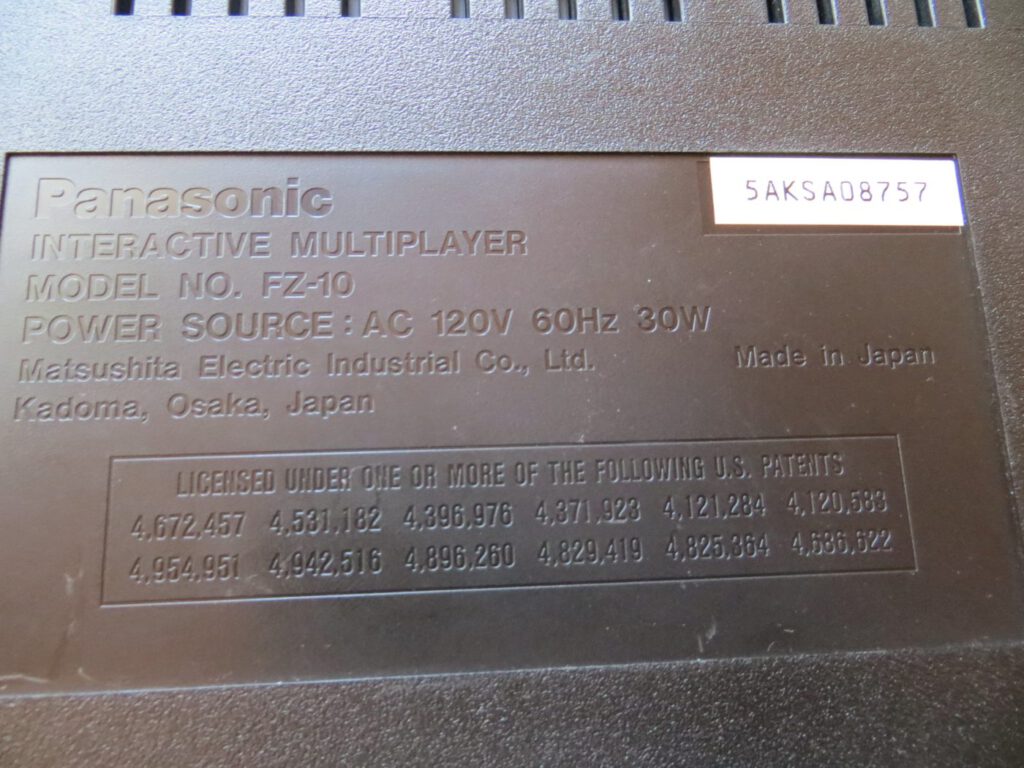 Panasonic
5AKSA08757
INTERACTIVE MULTIPLAYER
MODEL NO. FZ-10
POWER SOURCE : AC 120V 60Hz 30W
Matsushita Electric Industrial Co., Ltd.
Made in Japan
Kadoma, Osaka, Japan
LICENSED UNDER ONE OR MORE OF THE FOLLOWING U.S. PATENTS
4,672,457 4,531,182 4,396,976 4,371,923 4,121,284 4,120,583
4,954,951 4,942,516 4,896,260 4,829,419 4,825,364 4,686,622